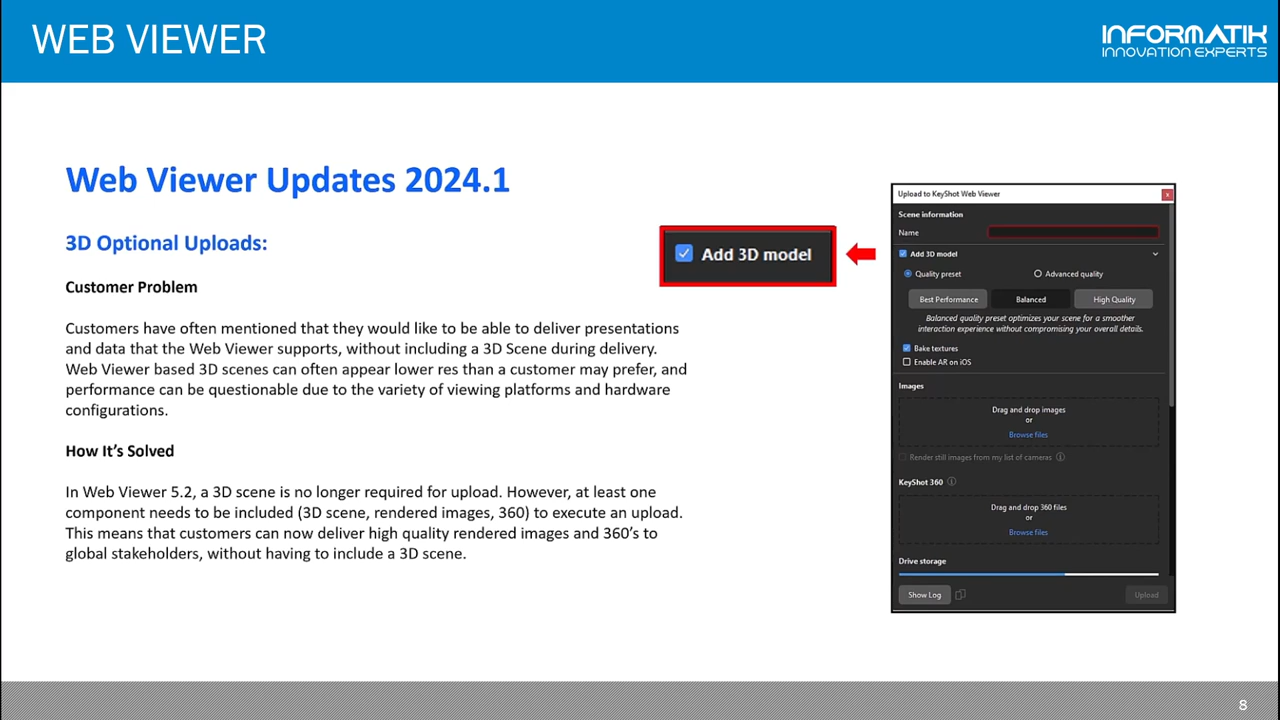 WEB VIEWER
INFORMATIK
INNOVATION EXPERTS
Web Viewer Updates 2024.1
3D Optional Uploads:
Customer Problem
Customers have often mentioned that they would like to be able to deliver presentations
and data that the Web Viewer supports, without including a 3D Scene during delivery.
Web Viewer based 3D scenes can often appear lower res than a customer may prefer, and
performance can be questionable due to the variety of viewing platforms and hardware
configurations.
How It’s Solved
In Web Viewer 5.2, a 3D scene is no longer required for upload. However, at least one
component needs to be included (3D scene, rendered images, 360) to execute an upload.
This means that customers can now deliver high quality rendered images and 360’s to
global stakeholders, without having to include a 3D scene.
Add 3D model
Upload to KeyShot Web Viewer
x
Scene information
Name
Add 3D model
Quality preset Advanced quality
Best Performance Balanced High Quality
Balanced quality preset optimizes your scene for a smoother
interaction experience without compromising your overall details.
Bake textures
Enable AR on iOS
Images
Drag and drop images
or
Browse files
Render still images from my list of cameras
KeyShot 360
Drag and drop 360 files
or
Browse files
Drive storage
Show Log Upload
8